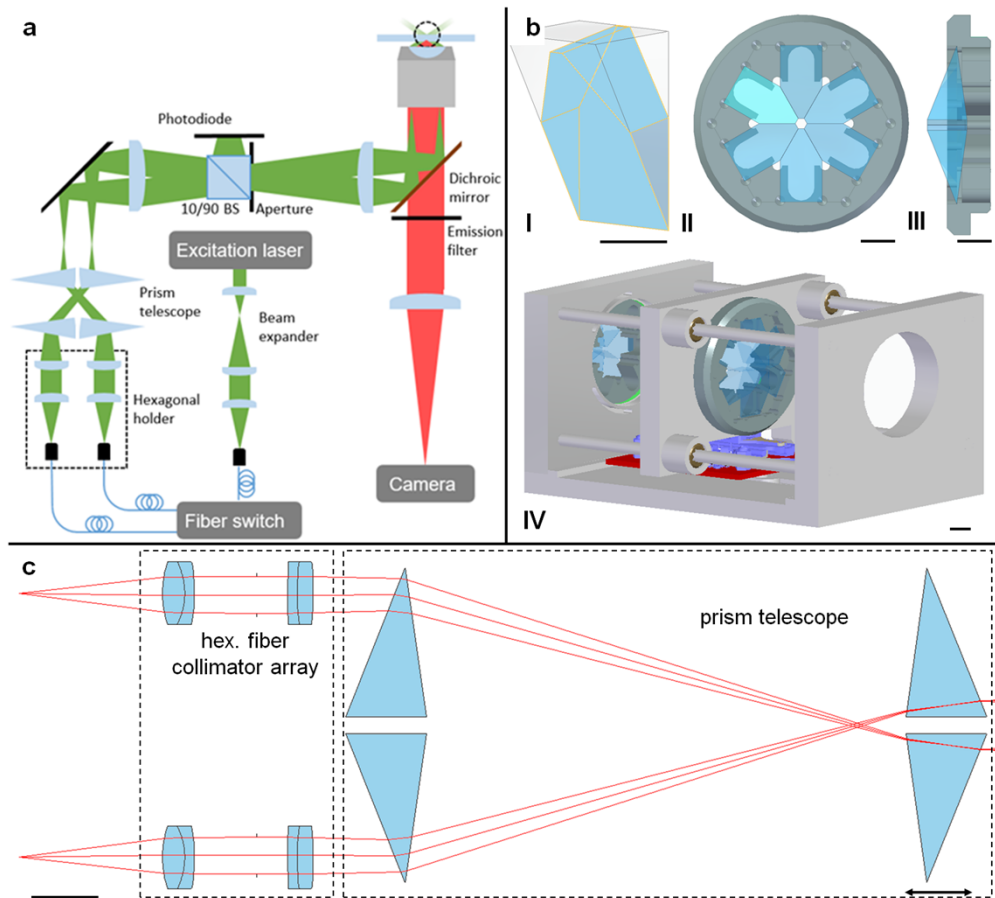 a
Photodiode
10/90 BS
Aperture
Dichroic
mirror
Emission
filter
Excitation laser
Prism
telescope
Beam
expander
Hexagonal
holder
Fiber switch
Camera
b
I
II
III
IV
c
hex. fiber
collimator array
prism telescope